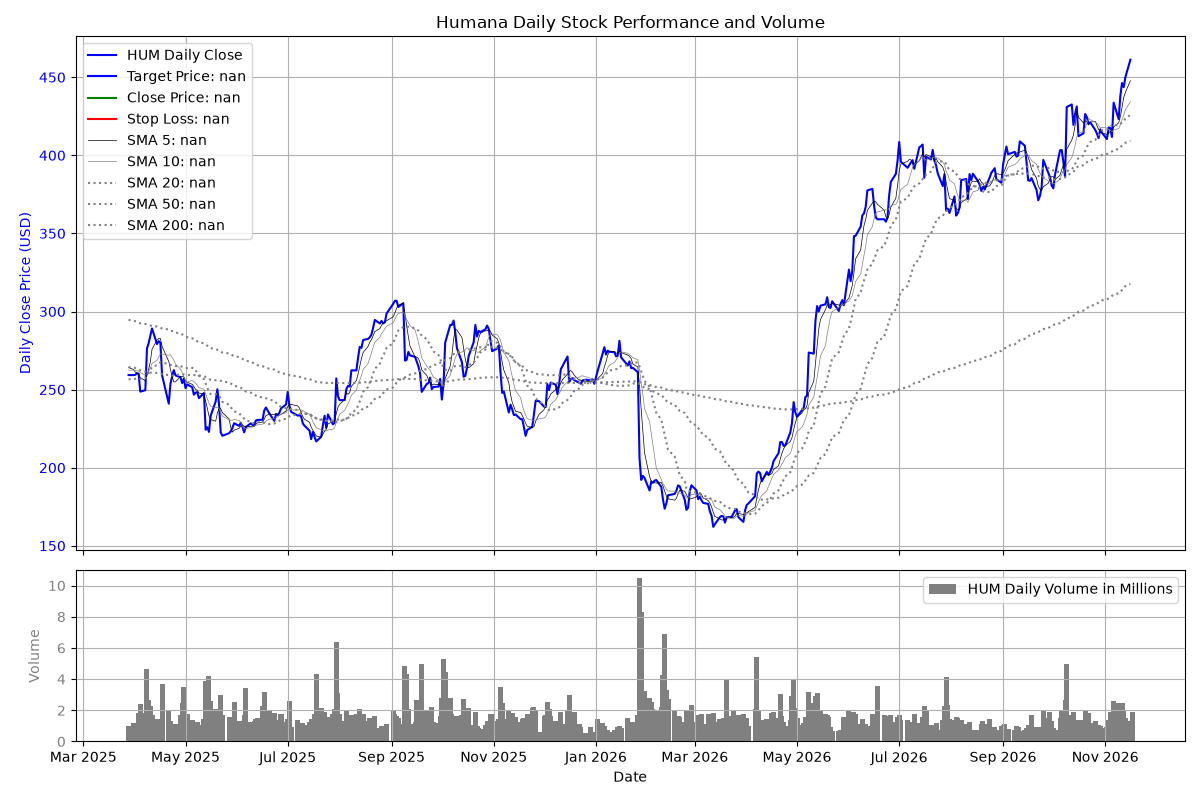 Humana Daily Stock Performance and Volume
Daily Close Price (USD)
450
400
350
300
250
200
150
HUM Daily Close
Target Price: nan
Close Price: nan
Stop Loss: nan
SMA 5: nan
SMA 10: nan
SMA 20: nan
SMA 50: nan
SMA 200: nan
Volume
10
8
6
4
2
0
HUM Daily Volume in Millions
Mar 2025 May 2025 Jul 2025 Sep 2025 Nov 2025 Jan 2026 Mar 2026 May 2026 Jul 2026 Sep 2026 Nov 2026
Date